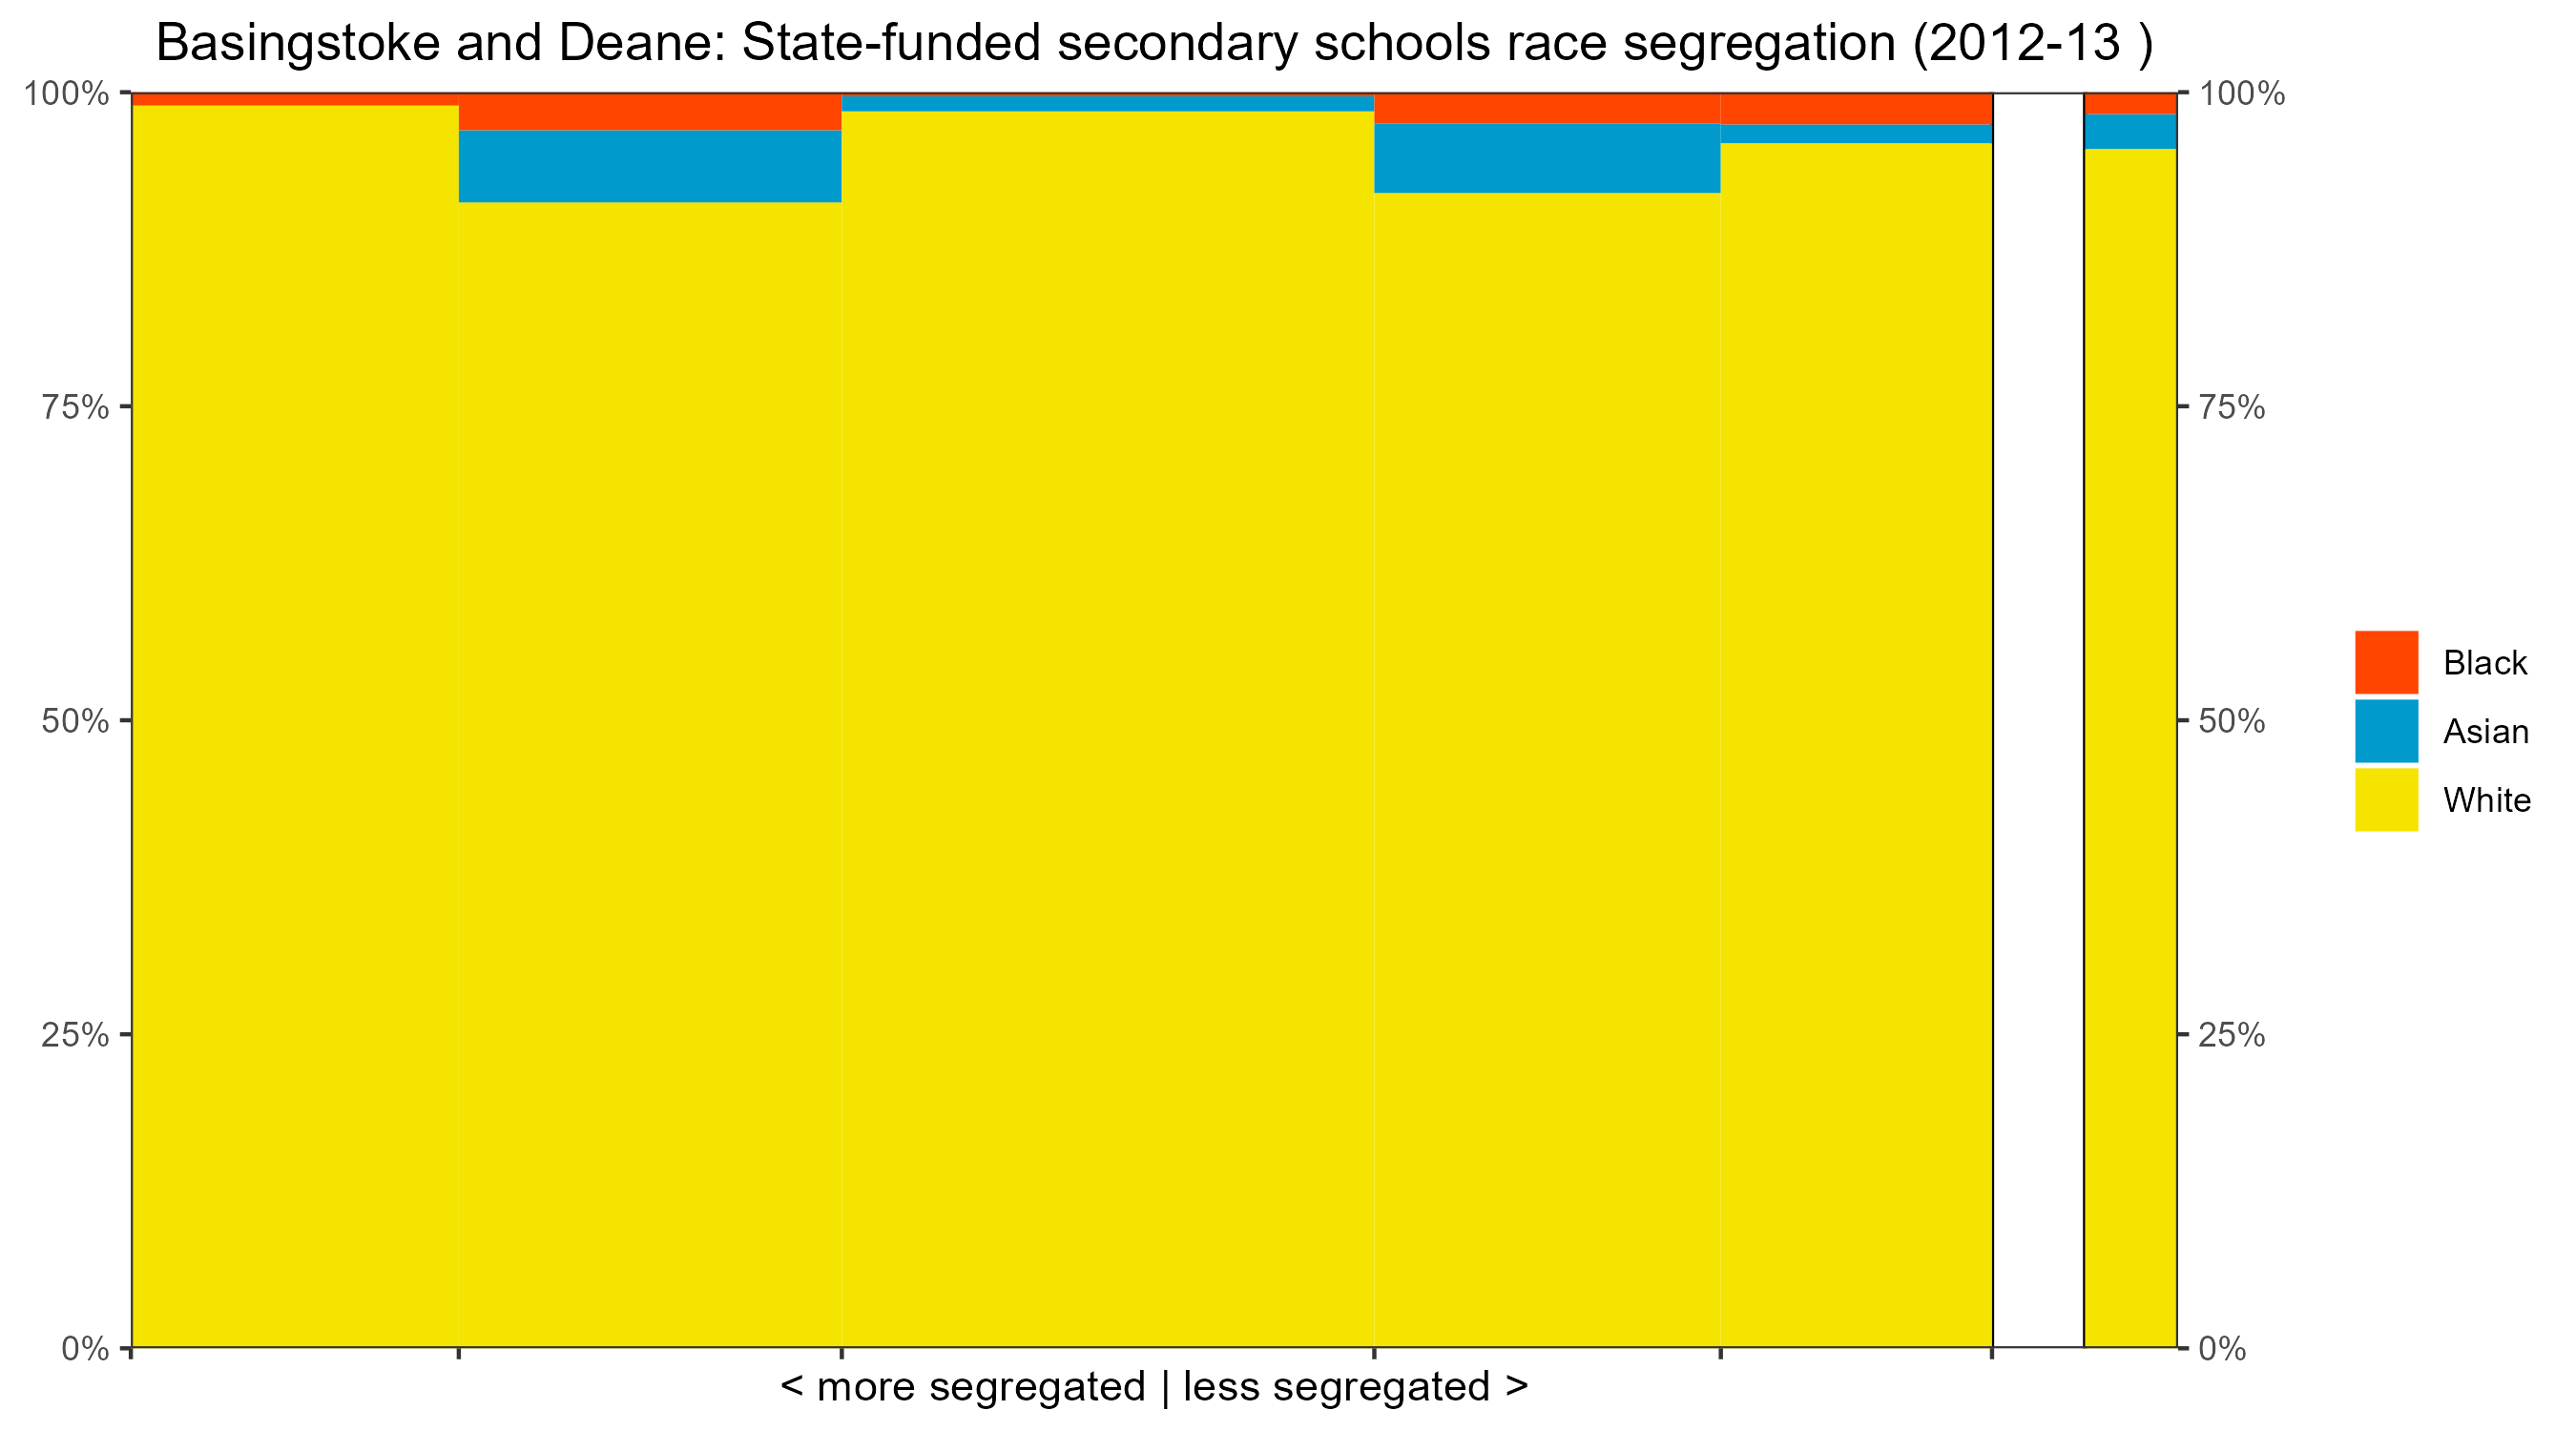 Basingstoke and Deane: State-funded secondary schools race segregation (2012-13 )
100%
75%
50%
25%
0%
100%
75%
50%
25%
0%
Black
Asian
White
< more segregated | less segregated >